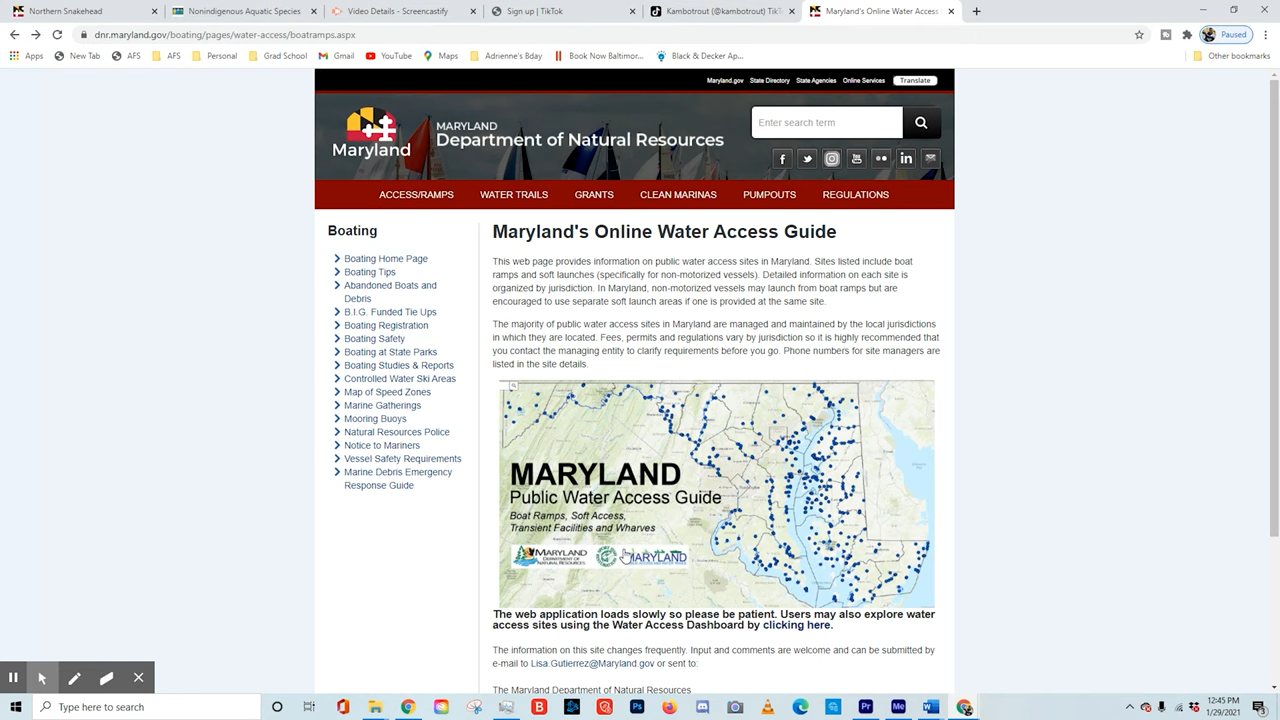 Northern Snakehead
Nonindigenous Aquatic Species
Video Details - Screencastify
Sign up | TikTok
Kambotrout (@kambotrout) TikT
Maryland's Online Water Access
dnr.maryland.gov/boating/pages/water-access/boatramps.aspx
Paused
Apps
New Tab
AFS
AFS
Personal
Grad School
Gmail
YouTube
Maps
Adrienne's Bday
Book Now Baltimor...
Black & Decker Ap...
Other bookmarks
Maryland.gov State Directory State Agencies Online Services Translate
Maryland
MARYLAND
Department of Natural Resources
Enter search term
ACCESS/RAMPS WATER TRAILS GRANTS CLEAN MARINAS PUMPOUTS REGULATIONS
Boating
Boating Home Page
Boating Tips
Abandoned Boats and
Debris
B.I.G. Funded Tie Ups
Boating Registration
Boating Safety
Boating at State Parks
Boating Studies & Reports
Controlled Water Ski Areas
Map of Speed Zones
Marine Gatherings
Mooring Buoys
Natural Resources Police
Notice to Mariners
Vessel Safety Requirements
Marine Debris Emergency
Response Guide
Maryland's Online Water Access Guide
This web page provides information on public water access sites in Maryland. Sites listed include boat
ramps and soft launches (specifically for non-motorized vessels). Detailed information on each site is
organized by jurisdiction. In Maryland, non-motorized vessels may launch from boat ramps but are
encouraged to use separate soft launch areas if one is provided at the same site.
The majority of public water access sites in Maryland are managed and maintained by the local jurisdictions
in which they are located. Fees, permits and regulations vary by jurisdiction so it is highly recommended that
you contact the managing entity to clarify requirements before you go. Phone numbers for site managers are
listed in the site details.
MARYLAND
Public Water Access Guide
Boat Ramps, Soft Access,
Transient Facilities and Wharves
MARYLAND
DEPARTMENT OF
NATURAL RESOURCES
MARYLAND
The web application loads slowly so please be patient. Users may also explore water
access sites using the Water Access Dashboard by clicking here.
The information on this site changes frequently. Input and comments are welcome and can be submitted by
e-mail to Lisa.Gutierrez@Maryland.gov or sent to:
The Maryland Department of Natural Resources
Type here to search
12:45 PM
1/29/2021